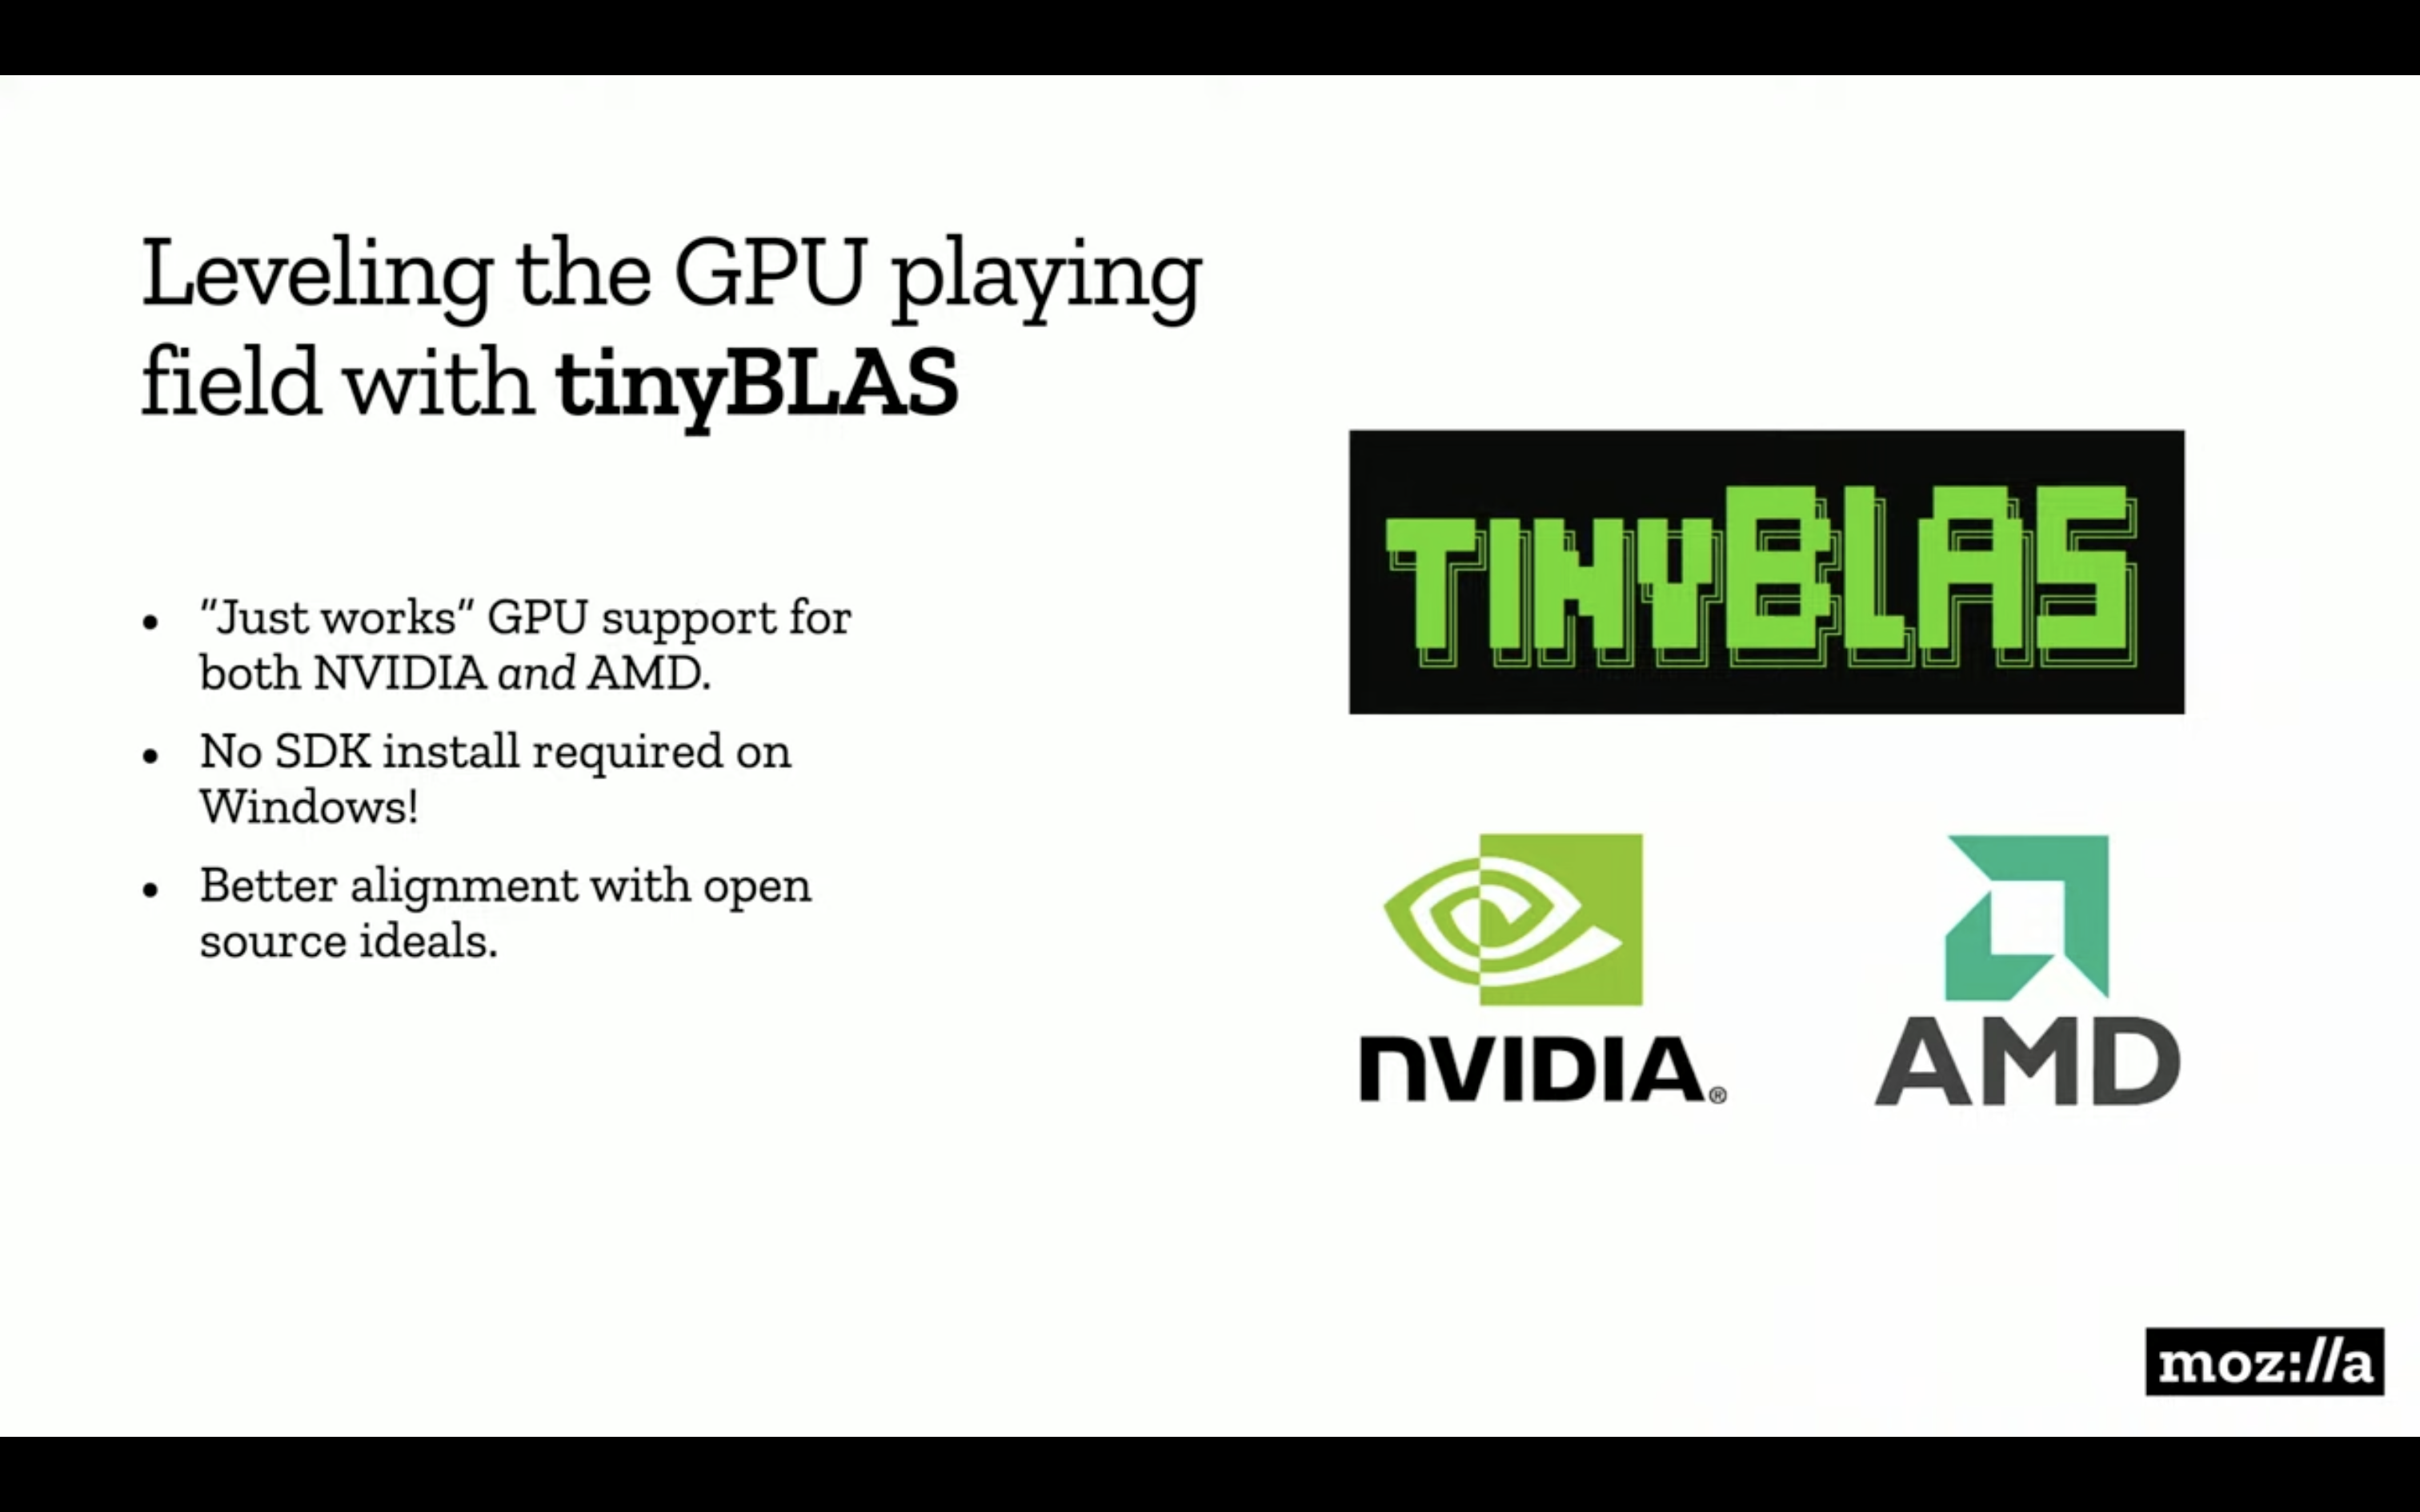 Leveling the GPU playing
field with tinyBLAS
• "Just works" GPU support for
both NVIDIA and AMD.
• No SDK install required on
Windows!
• Better alignment with open
source ideals.
TINYBLAS
NVIDIA®
AMD
moz://a